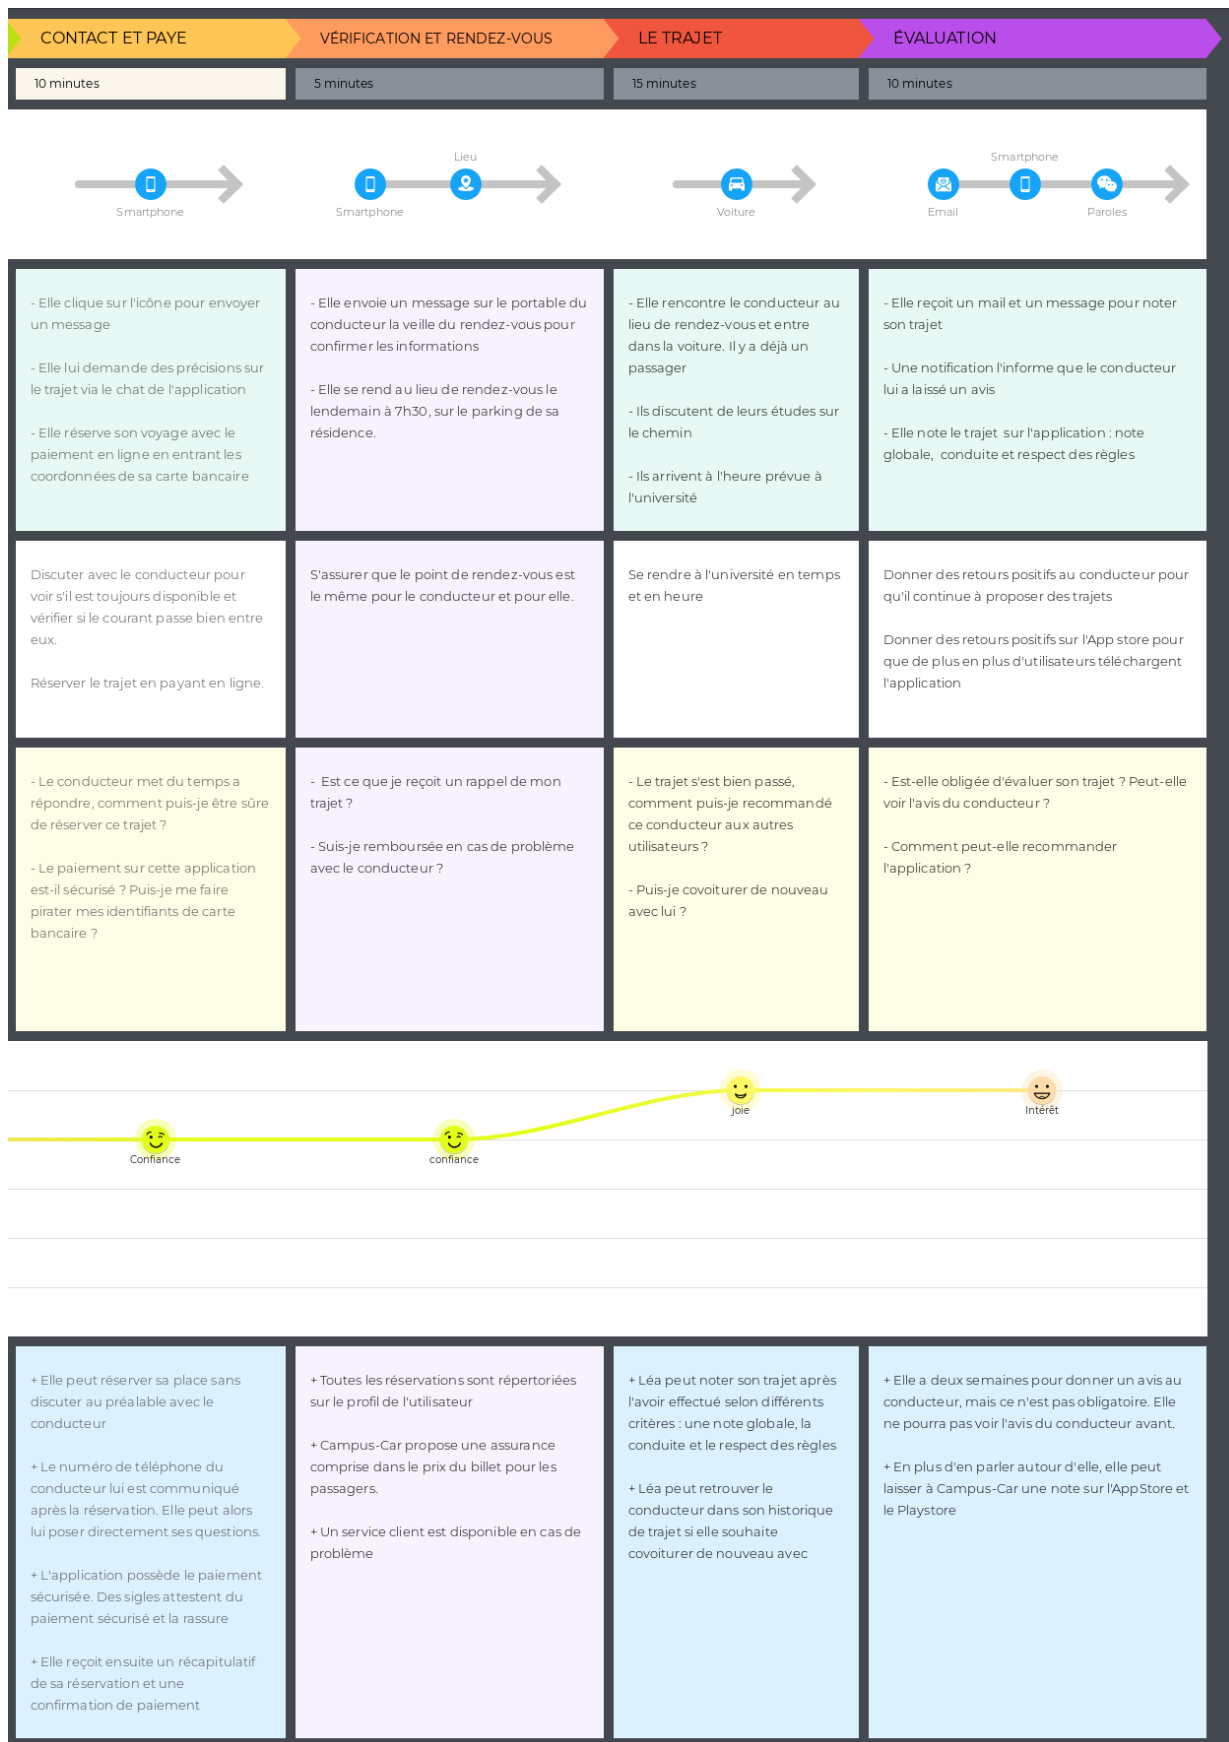 CONTACT ET PAYE
VÉRIFICATION ET RENDEZ-VOUS
LE TRAJET
ÉVALUATION
10 minutes
5 minutes
15 minutes
10 minutes
Smartphone
Smartphone
Lieu
Voiture
Email
Smartphone
Paroles
- Elle clique sur l'icône pour envoyer
un message
- Elle lui demande des précisions sur
le trajet via le chat de l'application
- Elle réserve son voyage avec le
paiement en ligne en entrant les
coordonnées de sa carte bancaire
- Elle envoie un message sur le portable du
conducteur la veille du rendez-vous pour
confirmer les informations
- Elle se rend au lieu de rendez-vous le
lendemain à 7h30, sur le parking de sa
résidence.
- Elle rencontre le conducteur au
lieu de rendez-vous et entre
dans la voiture. Il y a déjà un
passager
- Ils discutent de leurs études sur
le chemin
- Ils arrivent à l'heure prévue à
l'université
- Elle reçoit un mail et un message pour noter
son trajet
- Une notification l'informe que le conducteur
lui a laissé un avis
- Elle note le trajet sur l'application : note
globale, conduite et respect des règles
Discuter avec le conducteur pour
voir s'il est toujours disponible et
vérifier si le courant passe bien entre
eux.
Réserver le trajet en payant en ligne.
S'assurer que le point de rendez-vous est
le même pour le conducteur et pour elle.
Se rendre à l'université en temps
et en heure
Donner des retours positifs au conducteur pour
qu'il continue à proposer des trajets
Donner des retours positifs sur l'App store pour
que de plus en plus d'utilisateurs téléchargent
l'application
- Le conducteur met du temps a
répondre, comment puis-je être sûre
de réserver ce trajet ?
- Le paiement sur cette application
est-il sécurisé ? Puis-je me faire
pirater mes identifiants de carte
bancaire ?
- Est ce que je reçoit un rappel de mon
trajet ?
- Suis-je remboursée en cas de problème
avec le conducteur ?
- Le trajet s'est bien passé,
comment puis-je recommandé
ce conducteur aux autres
utilisateurs ?
- Puis-je covoiturer de nouveau
avec lui ?
- Est-elle obligée d'évaluer son trajet ? Peut-elle
voir l'avis du conducteur ?
- Comment peut-elle recommander
l'application ?
Confiance
confiance
joie
Intérêt
+ Elle peut réserver sa place sans
discuter au préalable avec le
conducteur
+ Le numéro de téléphone du
conducteur lui est communiqué
après la réservation. Elle peut alors
lui poser directement ses questions.
+ L'application possède le paiement
sécurisée. Des sigles attestent du
paiement sécurisé et la rassure
+ Elle reçoit ensuite un récapitulatif
de sa réservation et une
confirmation de paiement
+ Toutes les réservations sont répertoriées
sur le profil de l'utilisateur
+ Campus-Car propose une assurance
comprise dans le prix du billet pour les
passagers.
+ Un service client est disponible en cas de
problème
+ Léa peut noter son trajet après
l'avoir effectué selon différents
critères : une note globale, la
conduite et le respect des règles
+ Léa peut retrouver le
conducteur dans son historique
de trajet si elle souhaite
covoiturer de nouveau avec
+ Elle a deux semaines pour donner un avis au
conducteur, mais ce n'est pas obligatoire. Elle
ne pourra pas voir l'avis du conducteur avant.
+ En plus d'en parler autour d'elle, elle peut
laisser à Campus-Car une note sur l'AppStore et
le Playstore